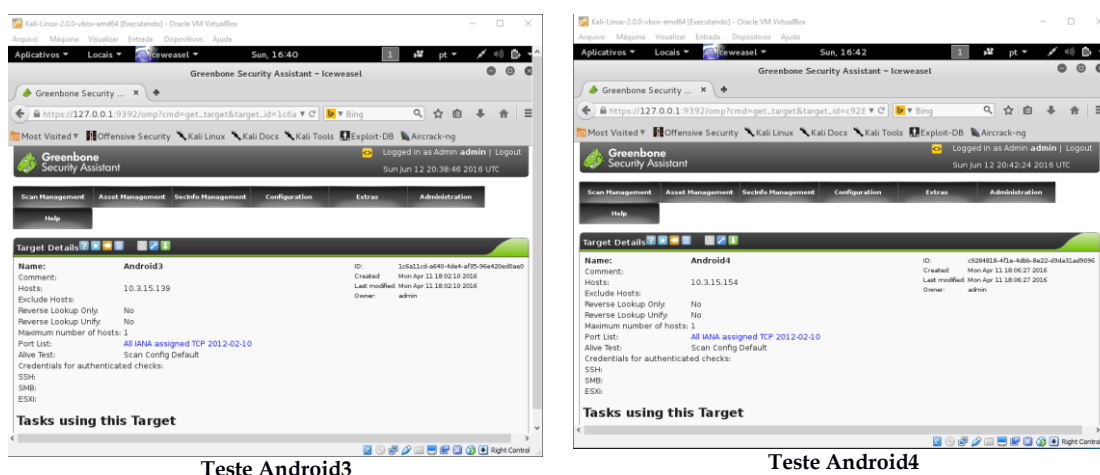 Kali-Linux-2.0.0-vbox-amd64 [Executando] - Oracle VM VirtualBox
Arquivo Máquina Visualizar Entrada Dispositivos Ajuda
Aplicativos Locais Iceweasel Sun, 16:40 1 pt
Greenbone Security Assistant - Iceweasel
Greenbone Security ...
https://127.0.0.1:9392/omp?cmd=get_target&target_id=1c6a Bing
Most Visited Offensive Security Kali Linux Kali Docs Kali Tools Exploit-DB Aircrack-ng
Greenbone
Security Assistant
Logged in as Admin admin | Logout
Sun Jun 12 20:38:46 2016 UTC
Scan Management Asset Management SecInfo Management Configuration Extras Administration
Help
Target Details
Name: Android3
Comment:
Hosts: 10.3.15.139
Exclude Hosts:
Reverse Lookup Only: No
Reverse Lookup Unify: No
Maximum number of hosts: 1
Port List: All IANA assigned TCP 2012-02-10
Alive Test: Scan Config Default
Credentials for authenticated checks:
SSH:
SMB:
ESXi:
ID: 1c6a11cd-a640-4de4-af35-96e420ed0ae0
Created: Mon Apr 11 18:02:10 2016
Last modified: Mon Apr 11 18:02:10 2016
Owner: admin
Tasks using this Target
Right Control
Teste Android3
Kali-Linux-2.0.0-vbox-amd64 [Executando] - Oracle VM VirtualBox
Arquivo Máquina Visualizar Entrada Dispositivos Ajuda
Aplicativos Locais Iceweasel Sun, 16:42 1 pt
Greenbone Security Assistant - Iceweasel
Greenbone Security ...
https://127.0.0.1:9392/omp?cmd=get_target&target_id=c928 Bing
Most Visited Offensive Security Kali Linux Kali Docs Kali Tools Exploit-DB Aircrack-ng
Greenbone
Security Assistant
Logged in as Admin admin | Logout
Sun Jun 12 20:42:24 2016 UTC
Scan Management Asset Management SecInfo Management Configuration Extras Administration
Help
Target Details
Name: Android4
Comment:
Hosts: 10.3.15.154
Exclude Hosts:
Reverse Lookup Only: No
Reverse Lookup Unify: No
Maximum number of hosts: 1
Port List: All IANA assigned TCP 2012-02-10
Alive Test: Scan Config Default
Credentials for authenticated checks:
SSH:
SMB:
ESXi:
ID: c9284818-4f1e-4dbb-8e22-d3da31ad9096
Created: Mon Apr 11 18:06:27 2016
Last modified: Mon Apr 11 18:06:27 2016
Owner: admin
Tasks using this Target
Right Control
Teste Android4